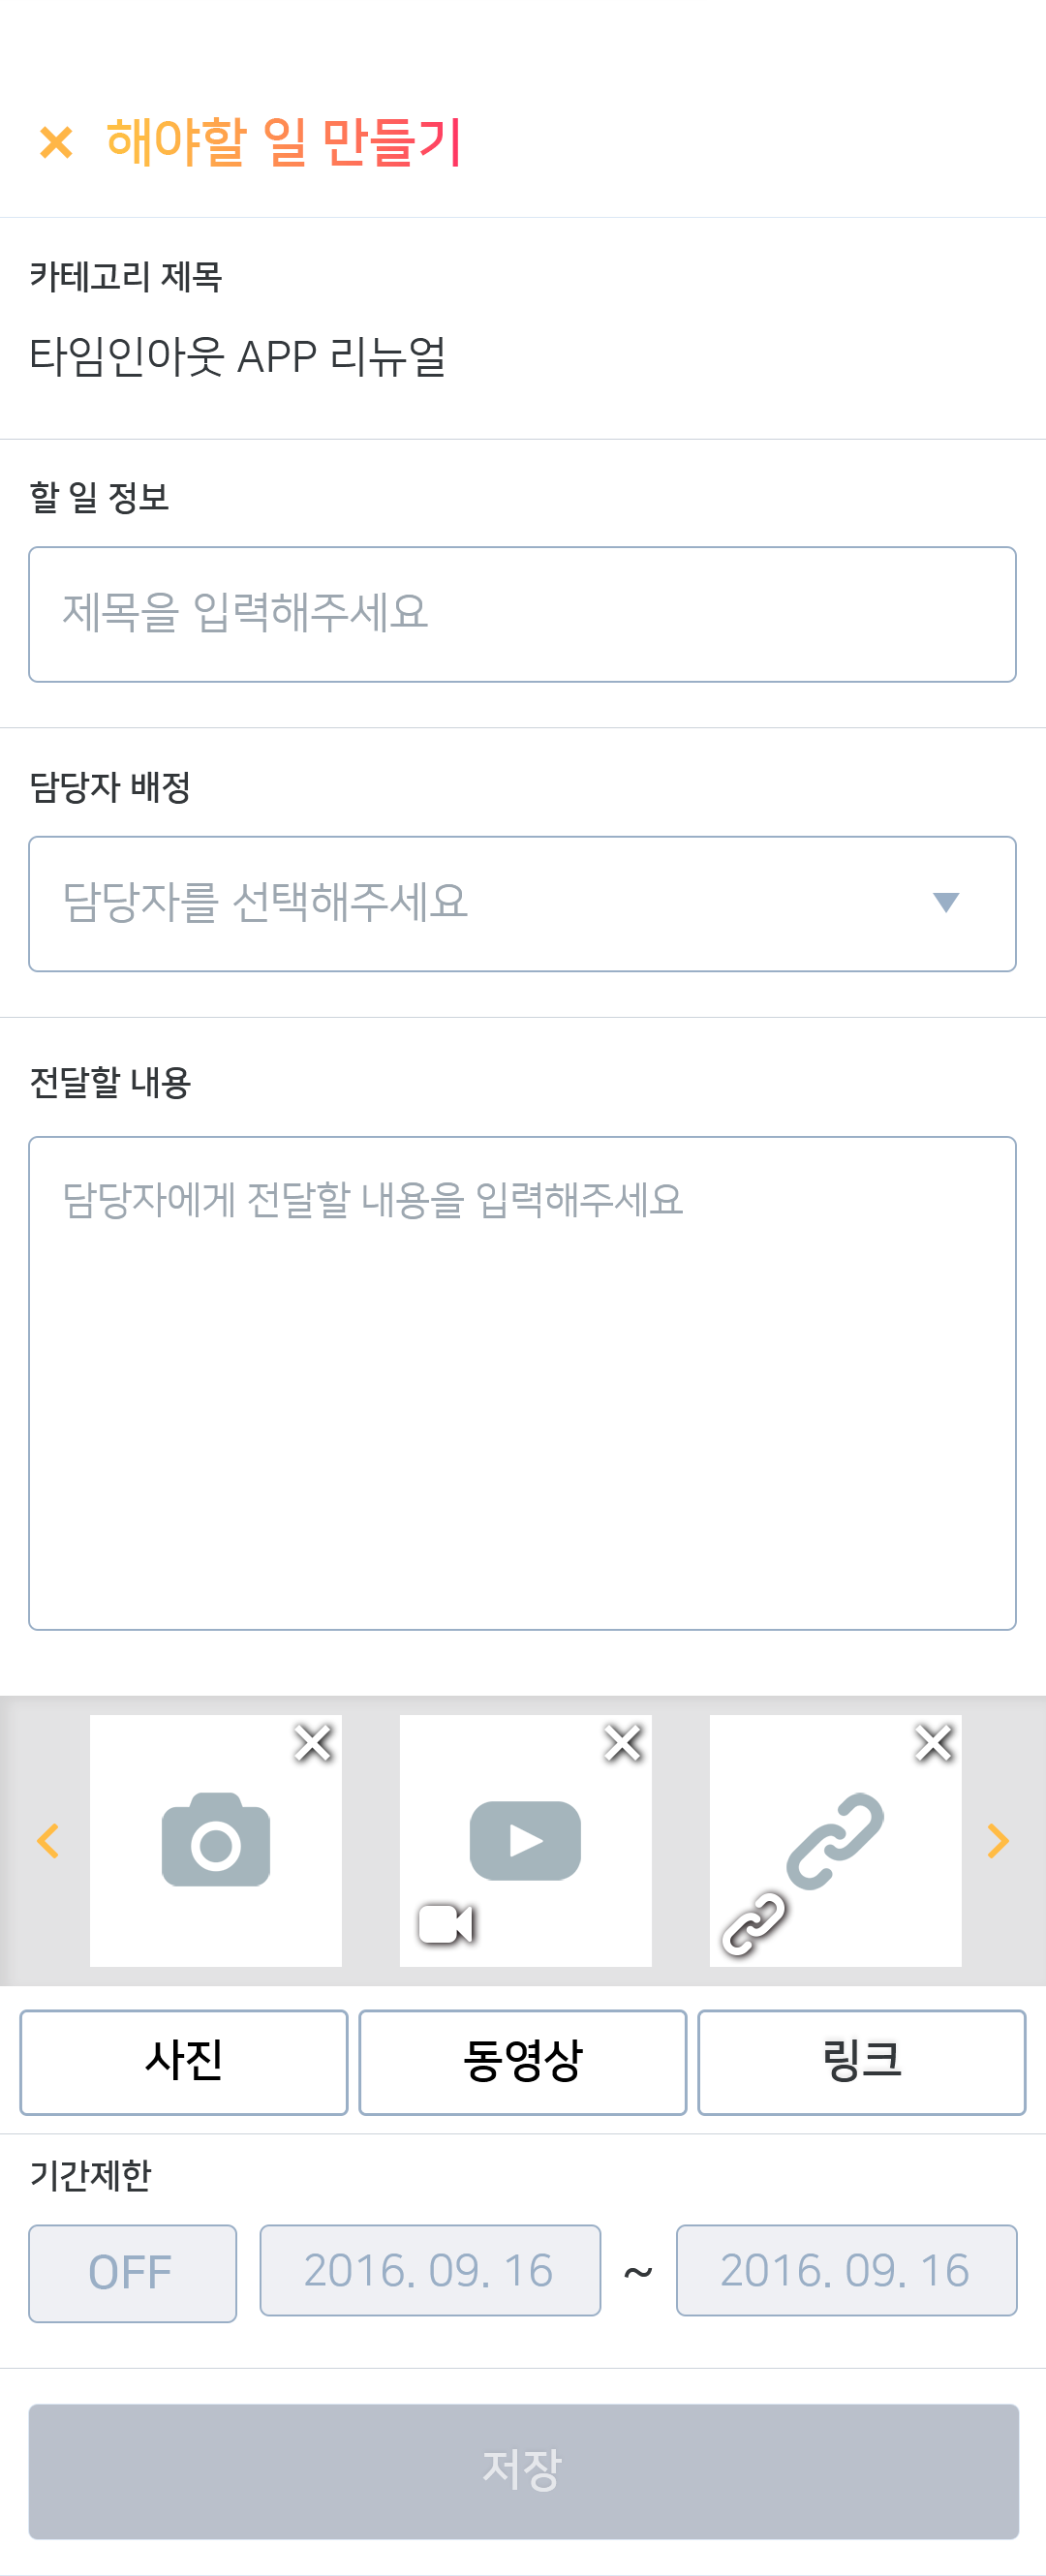 해야할 일 만들기
카테고리 제목
타임인아웃 APP 리뉴얼
할 일 정보
제목을 입력해주세요
담당자 배정
담당자를 선택해주세요
전달할 내용
담당자에게 전달할 내용을 입력해주세요
사진 동영상 링크
기간제한
OFF 2016. 09. 16 ~ 2016. 09. 16
저장